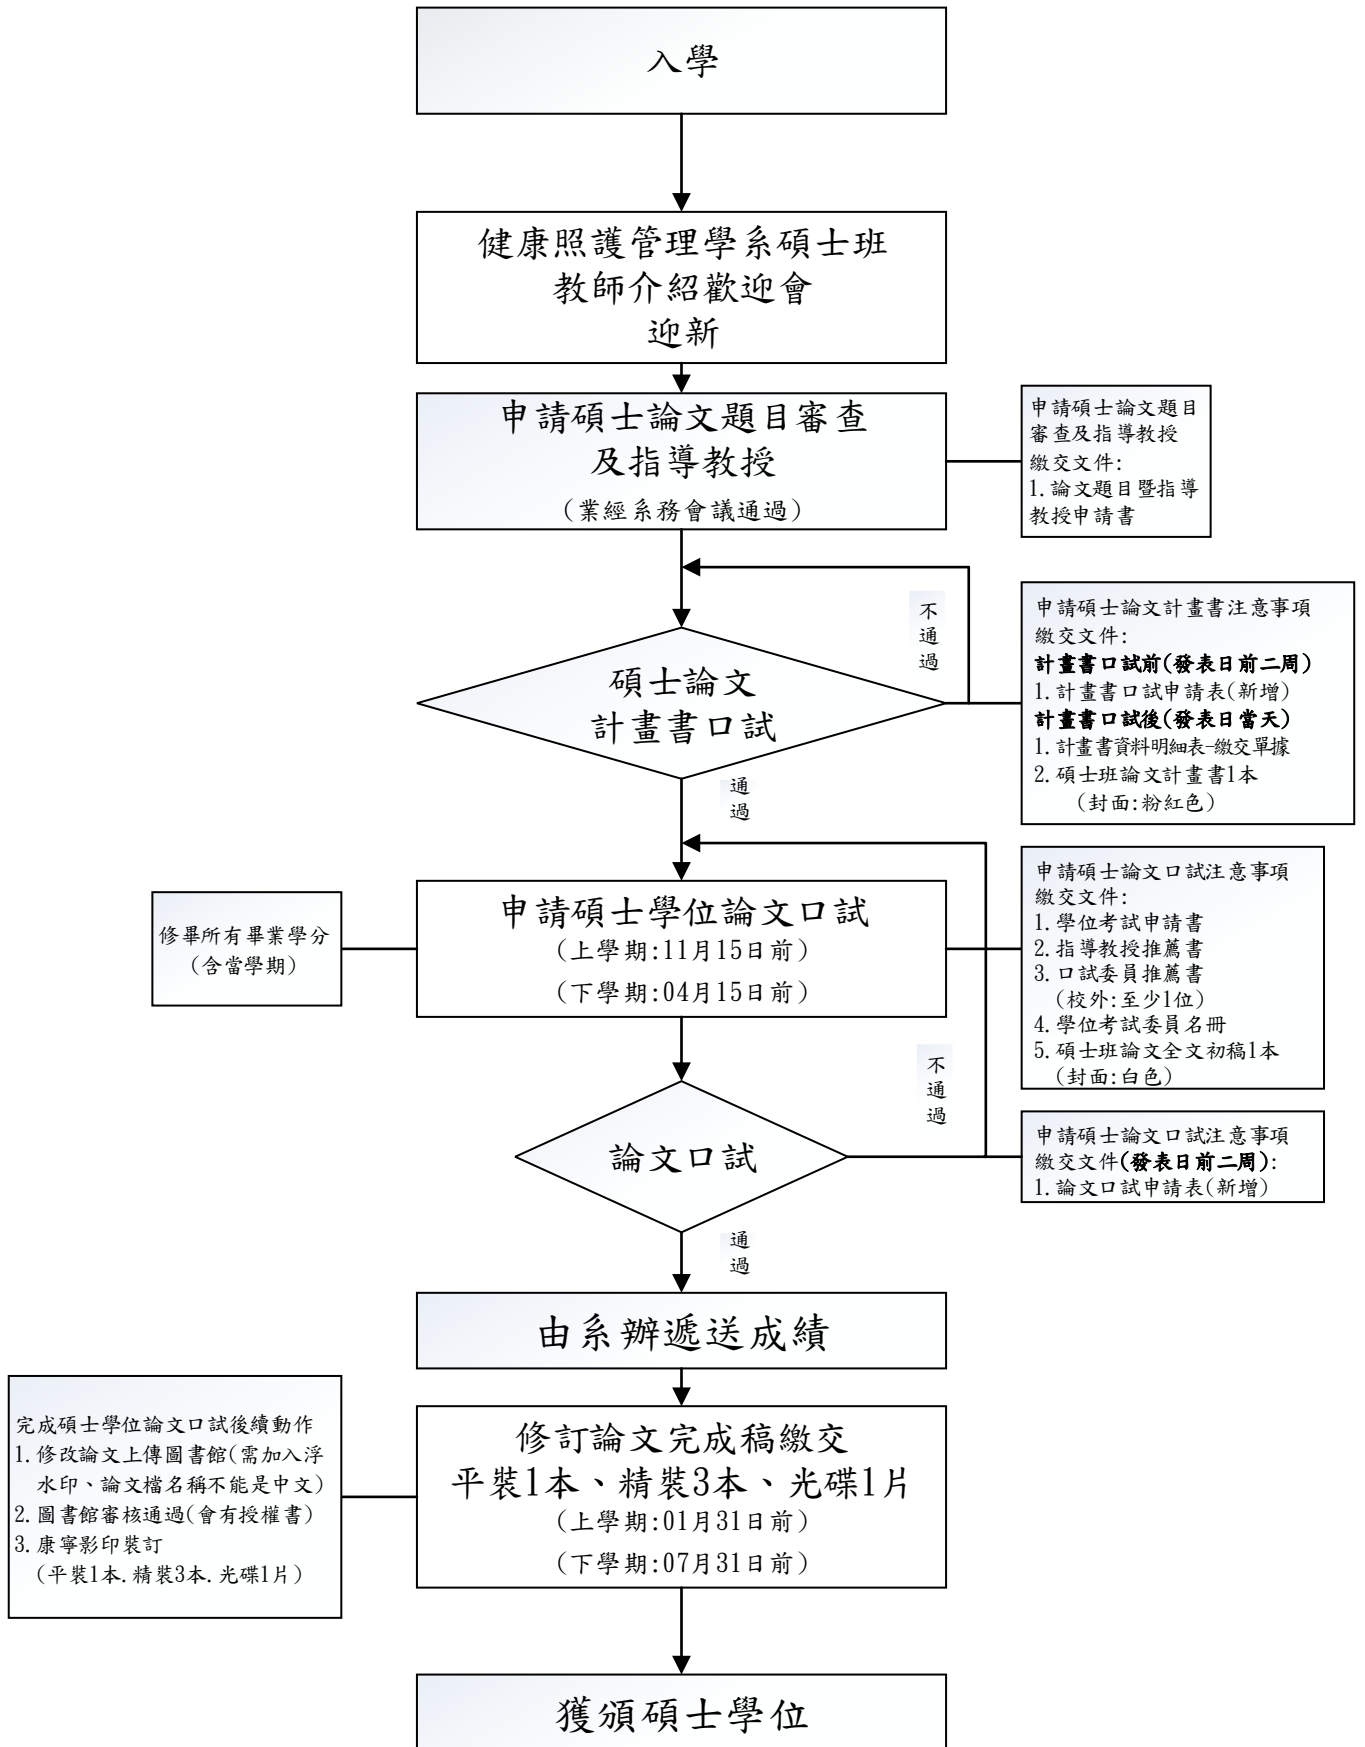 入學
健康照護管理學系碩士班
教師介紹歡迎會
迎新
申請碩士論文題目審查
及指導教授
(業經系務會議通過)
申請碩士論文題目
審查及指導教授
繳交文件:
1.論文題目暨指導
教授申請書
不
通
過
碩士論文
計畫書口試
申請碩士論文計畫書注意事項
繳交文件:
計畫書口試前(發表日前二周)
1.計畫書口試申請表(新增)
計畫書口試後(發表日當天)
1.計畫書資料明細表-繳交單據
2.碩士班論文計畫書1本
(封面:粉紅色)
通
過
修畢所有畢業學分
(含當學期)
申請碩士學位論文口試
(上學期:11月15日前)
(下學期:04月15日前)
申請碩士論文口試注意事項
繳交文件:
1.學位考試申請書
2.指導教授推薦書
3.口試委員推薦書
(校外:至少1位)
4.學位考試委員名冊
5.碩士班論文全文初稿1本
(封面:白色)
不
通
過
論文口試
申請碩士論文口試注意事項
繳交文件(發表日前二周):
1.論文口試申請表(新增)
通
過
由系辦遞送成績
完成碩士學位論文口試後續動作
1.修改論文上傳圖書館(需加入浮
水印、論文檔名稱不能是中文)
2.圖書館審核通過(會有授權書)
3.康寧影印裝訂
(平裝1本.精裝3本.光碟1片)
修訂論文完成稿繳交
平裝1本、精裝3本、光碟1片
(上學期:01月31日前)
(下學期:07月31日前)
獲頒碩士學位